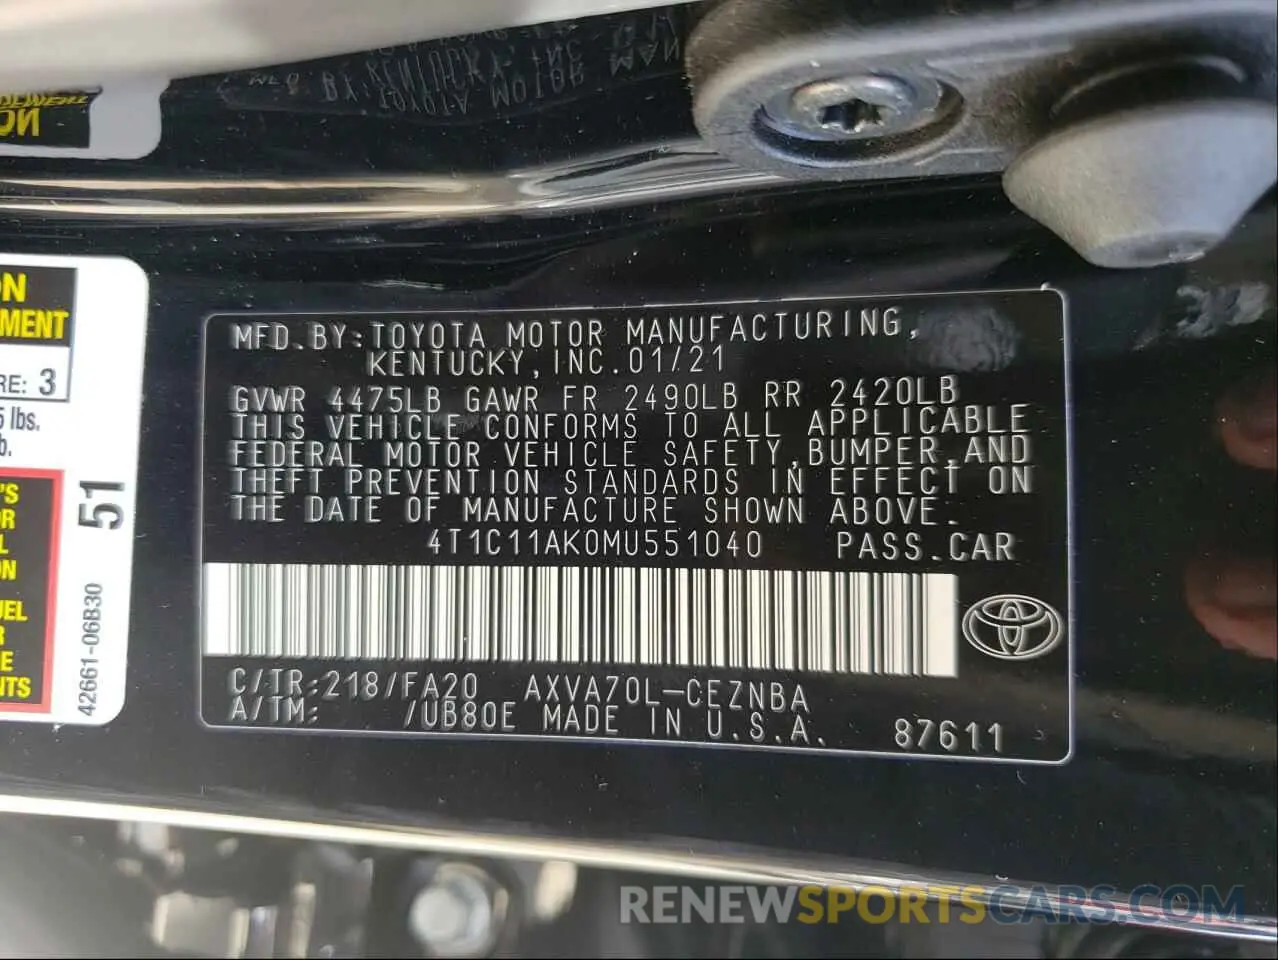 MFD.BY:TOYOTA MOTOR MANUFACTURING,
KENTUCKY,INC.01/21
GVWR 4475LB GAWR FR 2490LB RR 2420LB
THIS VEHICLE CONFORMS TO ALL APPLICABLE
FEDERAL MOTOR VEHICLE SAFETY,BUMPER,AND
THEFT PREVENTION STANDARDS IN EFFECT ON
THE DATE OF MANUFACTURE SHOWN ABOVE.
4T1C11AK0MU551040 PASS.CAR
C/TR:218/FA20 AXVA70L-CEZNBA
A/TM: /UB80E MADE IN U.S.A. 87611
RE: 3
5 lbs.
51
42661-06B30
RENEWSPORTSCARS.COM